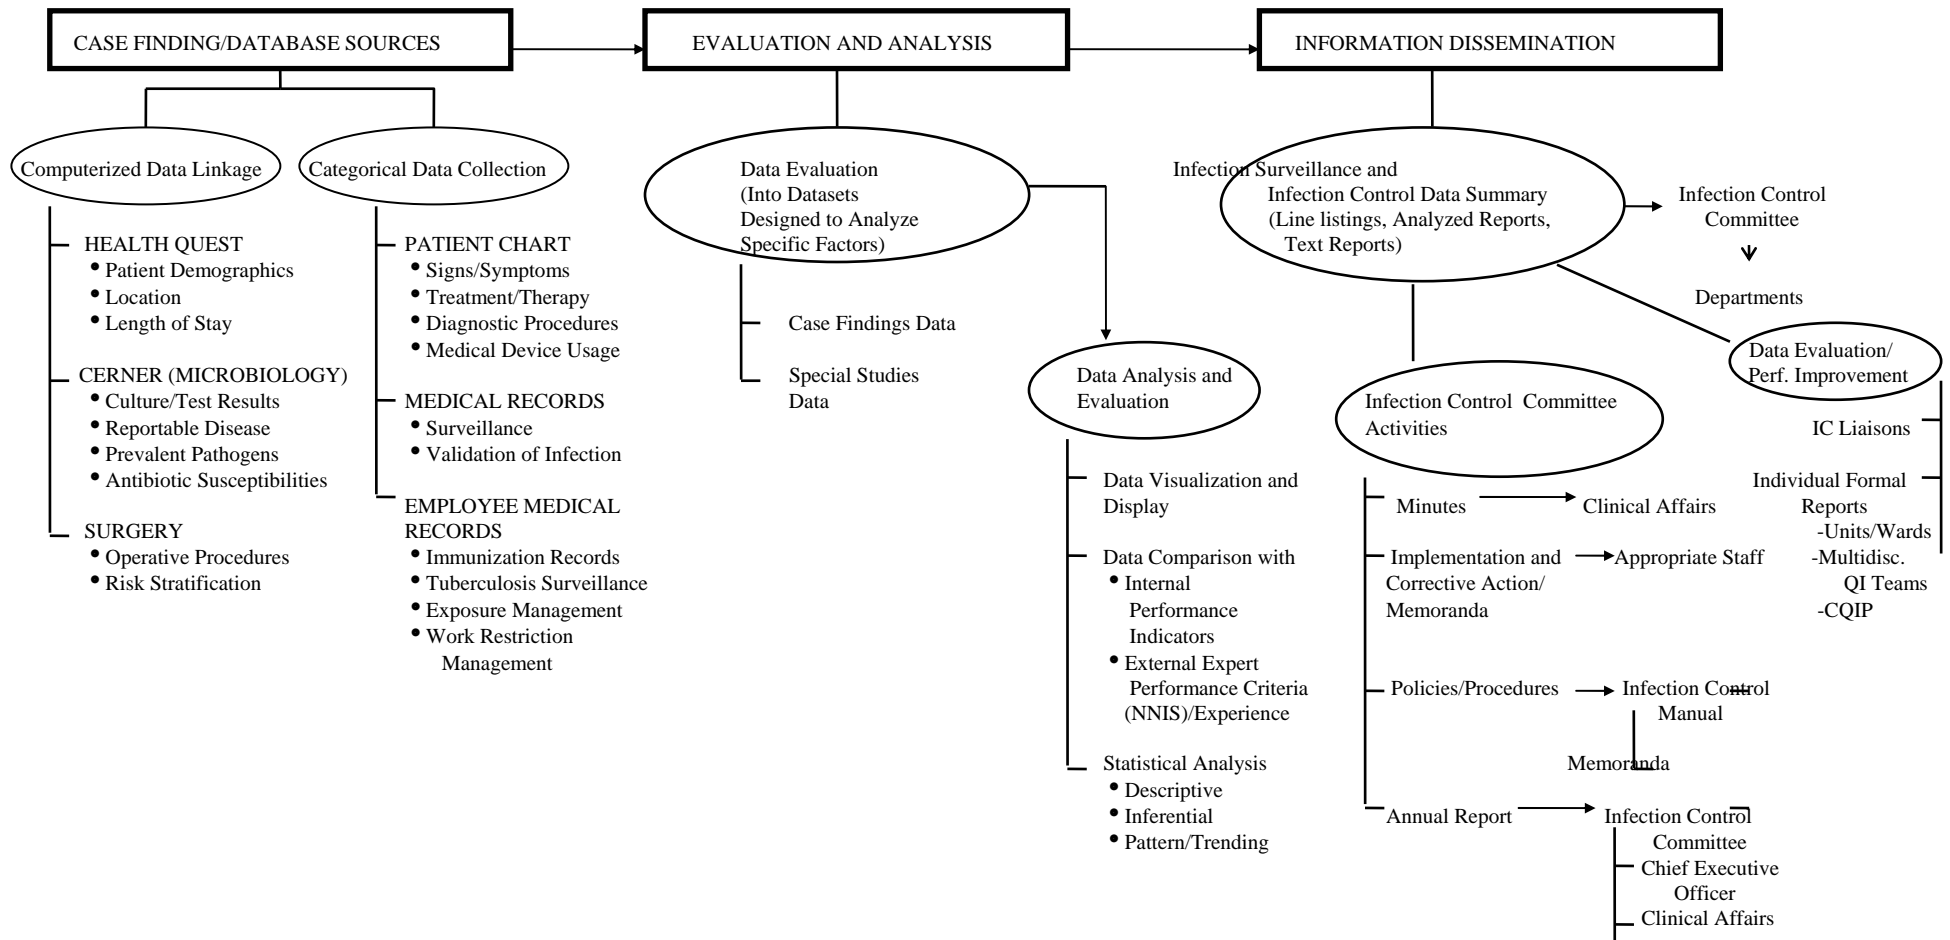 CASE FINDING/DATABASE SOURCES
EVALUATION AND ANALYSIS
INFORMATION DISSEMINATION
Computerized Data Linkage
HEALTH QUEST
• Patient Demographics
• Location
• Length of Stay
CERNER (MICROBIOLOGY)
• Culture/Test Results
• Reportable Disease
• Prevalent Pathogens
• Antibiotic Susceptibilities
SURGERY
• Operative Procedures
• Risk Stratification
Categorical Data Collection
PATIENT CHART
• Signs/Symptoms
• Treatment/Therapy
• Diagnostic Procedures
• Medical Device Usage
MEDICAL RECORDS
• Surveillance
• Validation of Infection
EMPLOYEE MEDICAL
RECORDS
• Immunization Records
• Tuberculosis Surveillance
• Exposure Management
• Work Restriction
Management
Data Evaluation
(Into Datasets
Designed to Analyze
Specific Factors)
Case Findings Data
Special Studies
Data
Data Analysis and
Evaluation
Data Visualization and
Display
Data Comparison with
• Internal
Performance
Indicators
• External Expert
Performance Criteria
(NNIS)/Experience
Statistical Analysis
• Descriptive
• Inferential
• Pattern/Trending
Infection Surveillance and
Infection Control Data Summary
(Line listings, Analyzed Reports,
Text Reports)
Infection Control
Committee
Departments
Data Evaluation/
Perf. Improvement
IC Liaisons
Individual Formal
Reports
-Units/Wards
-Multidisc.
QI Teams
-CQIP
Infection Control Committee
Activities
Minutes
Clinical Affairs
Implementation and
Corrective Action/
Memoranda
Appropriate Staff
Policies/Procedures
Infection Control
Manual
Memoranda
Annual Report
Infection Control
Committee
Chief Executive
Officer
Clinical Affairs